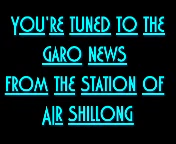 YOU'RE TUNED TO THE
GARO NEWS
FROM THE STATION OF
AIR SHILLONG